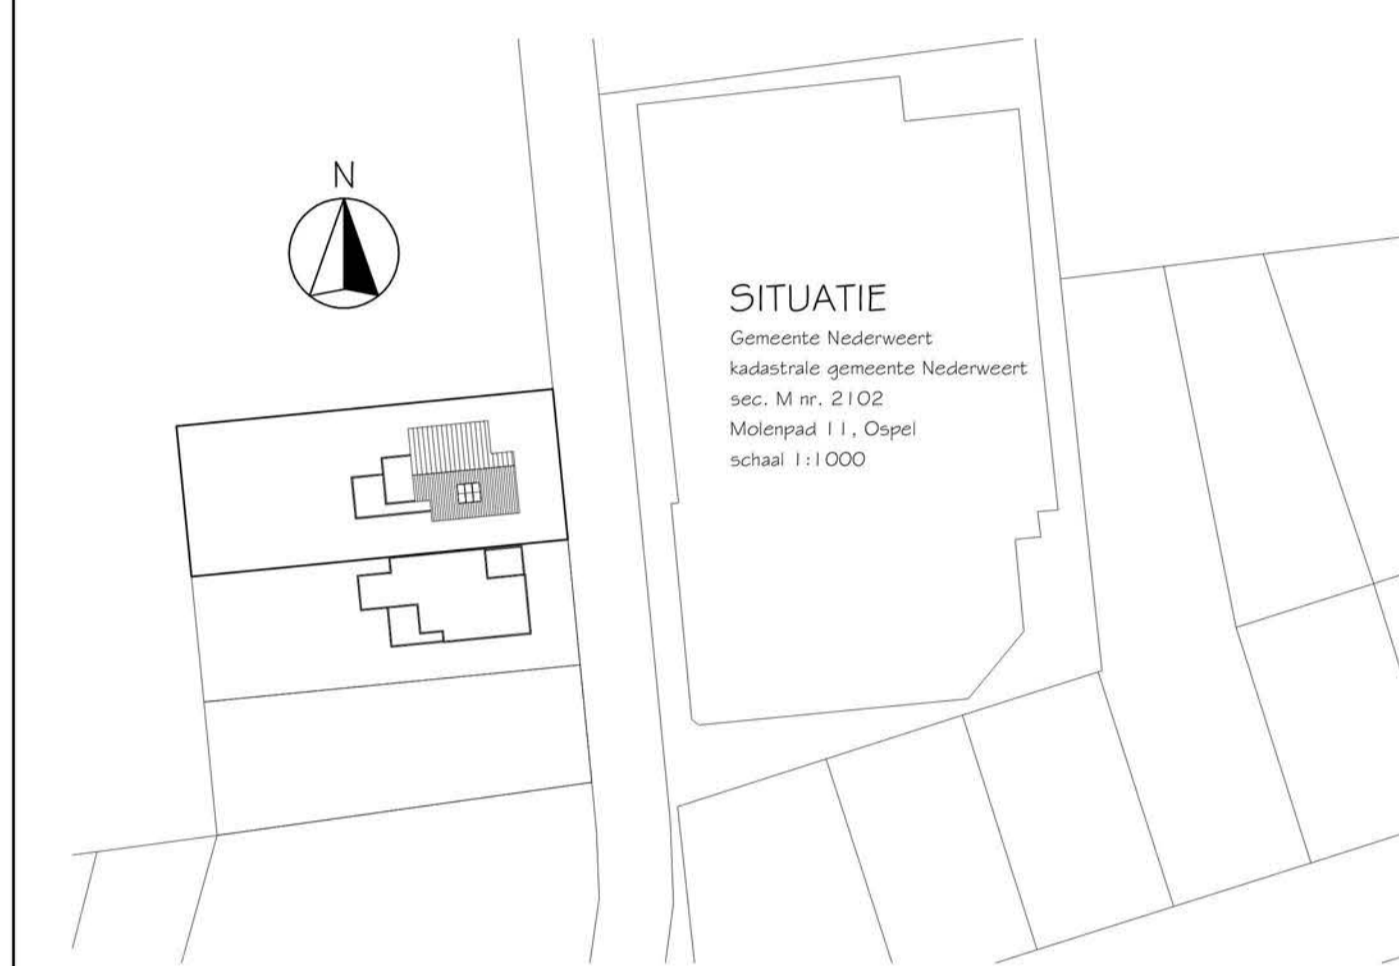 N
SITUATIE
Gemeente Nederweert
kadastrale gemeente Nederweert
sec. M nr. 2102
Molenpad 11, Ospel
schaal 1:1000